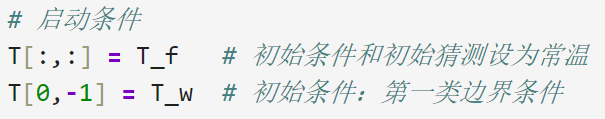 # 启动条件
T[:,:] = T_f   # 初始条件和初始猜测设为常温
T[0,-1] = T_w  # 初始条件：第一类边界条件